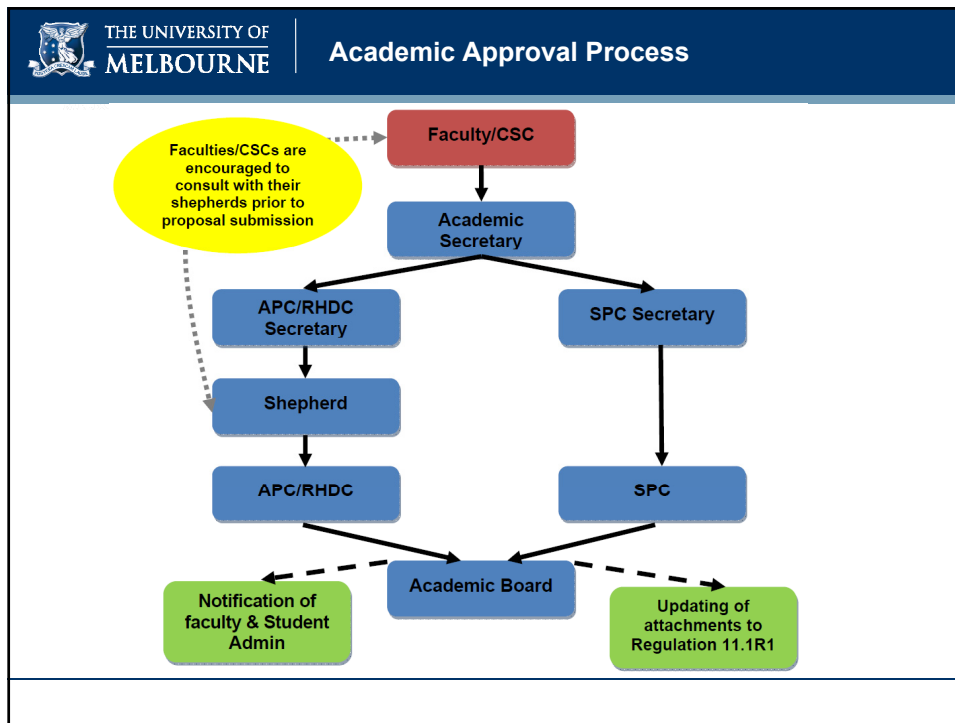 THE UNIVERSITY OF
MELBOURNE
Academic Approval Process
Faculty/CSC
Faculties/CSCs are
encouraged to
consult with their
shepherds prior to
proposal submission
Academic
Secretary
APC/RHDC
Secretary
SPC Secretary
Shepherd
APC/RHDC
SPC
Academic Board
Notification of
faculty & Student
Admin
Updating of
attachments to
Regulation 11.1R1